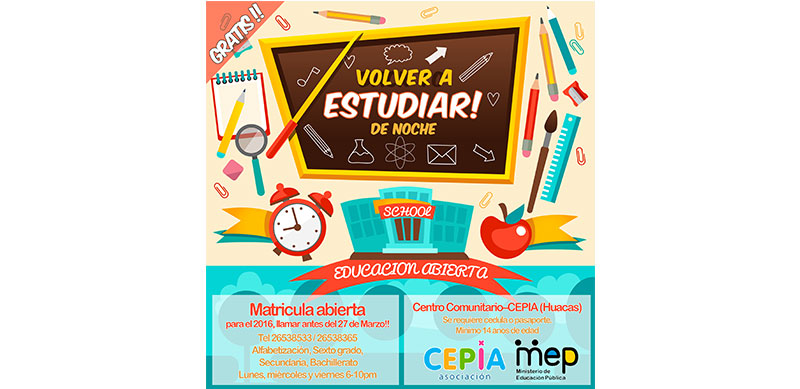 GRATIS !!
VOLVER A
ESTUDIAR!
DE NOCHE
SCHOOL
EDUCACION ABIERTA
Matricula abierta
para el 2016, llamar antes del 27 de Marzo!!
Tel 26538533 / 26538365
Alfabetización, Sexto grado,
Secundaria, Bachillerato
Lunes, miércoles y viernes 6-10pm
Centro Comunitario-CEPIA (Huacas)
Se requiere cedula o pasaporte.
Minimo 14 anos de edad
CEPIA
asociación
mep
Ministerio de
Educación Pública